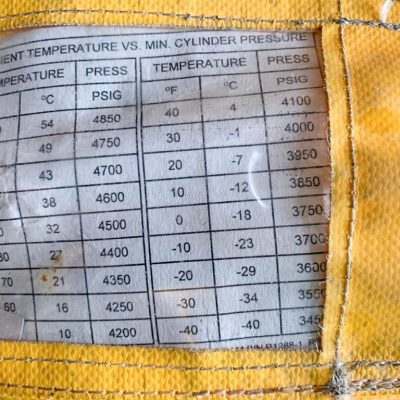 TEMPERATURE VS. MIN. CYLINDER PRESSURE
PRESS TEMPERATURE PRESS
°C PSIG °F °C PSIG
54 4850 40 4 4100
49 4750 30 -1 4000
43 4700 20 -7 3950
38 4600 10 -12 3850
32 4500 0 -18 3750
27 4400 -10 -23 3700
70 21 4350 -20 -29 3600
60 16 4250 -30 -34
10 4200 -40 -40